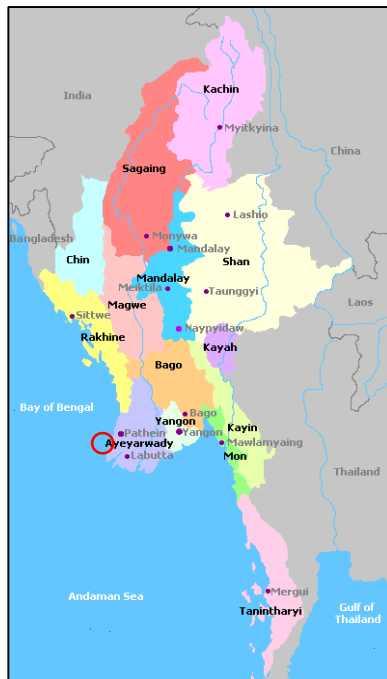 Kachin
India
Myitkyina
China
Sagaing
Lasho
Bangladesh
Monywa
Mandalay
Chin
Shan
Mandalay
Meiktila
Taunggyi
Magwe
Laos
Sittwe
Naypyidaw
Rakhine
Kayah
Bago
Bay of Bengal
Bago
Yangon
Kayin
Pathein
Yangon
Ayeyarwady
Mawlamyaing
Labutta
Mon
Thailand
Mergui
Andaman Sea
Tanintharyi
Gulf of
Thailand